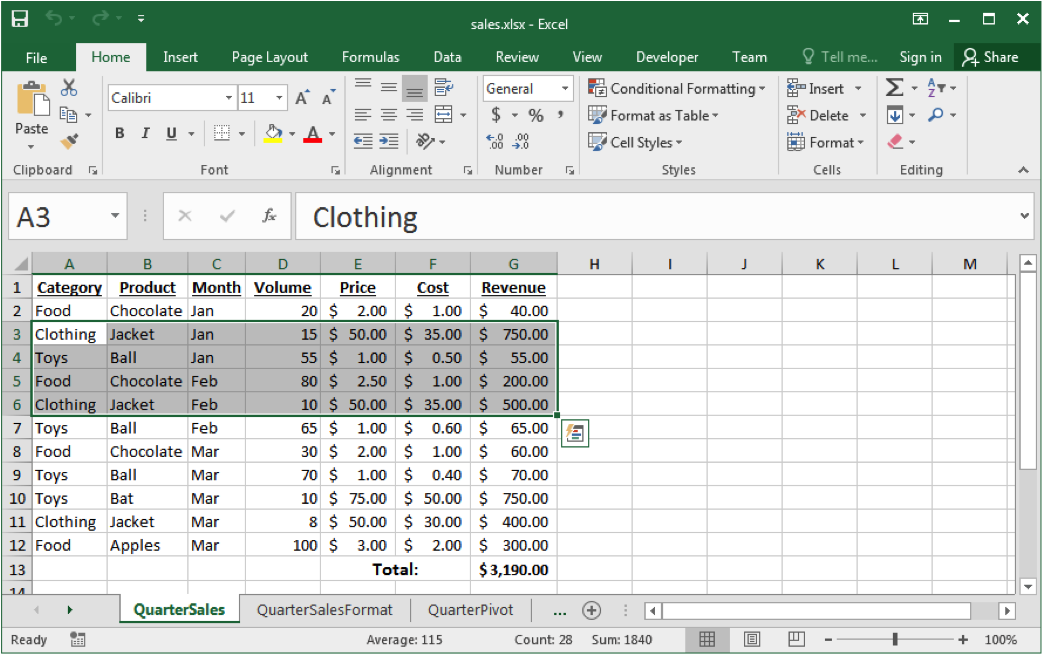 sales.xlsx - Excel
File Home Insert Page Layout Formulas Data Review View Developer Team Tell me... Sign in Share
Calibri 11 General Conditional Formatting Insert
Paste $ % , Format as Table Delete
B I U A Cell Styles Format
Clipboard Font Alignment Number Styles Cells Editing
A3 fx Clothing
A B C D E F G H I J K L M
1 Category Product Month Volume Price Cost Revenue
2 Food Chocolate Jan 20 $ 2.00 $ 1.00 $ 40.00
3 Clothing Jacket Jan 15 $ 50.00 $ 35.00 $ 750.00
4 Toys Ball Jan 55 $ 1.00 $ 0.50 $ 55.00
5 Food Chocolate Feb 80 $ 2.50 $ 1.00 $ 200.00
6 Clothing Jacket Feb 10 $ 50.00 $ 35.00 $ 500.00
7 Toys Ball Feb 65 $ 1.00 $ 0.60 $ 65.00
8 Food Chocolate Mar 30 $ 2.00 $ 1.00 $ 60.00
9 Toys Ball Mar 70 $ 1.00 $ 0.40 $ 70.00
10 Toys Bat Mar 10 $ 75.00 $ 50.00 $ 750.00
11 Clothing Jacket Mar 8 $ 50.00 $ 30.00 $ 400.00
12 Food Apples Mar 100 $ 3.00 $ 2.00 $ 300.00
13 Total: $ 3,190.00
14
QuarterSales QuarterSalesFormat QuarterPivot ...
Ready Average: 115 Count: 28 Sum: 1840 100%